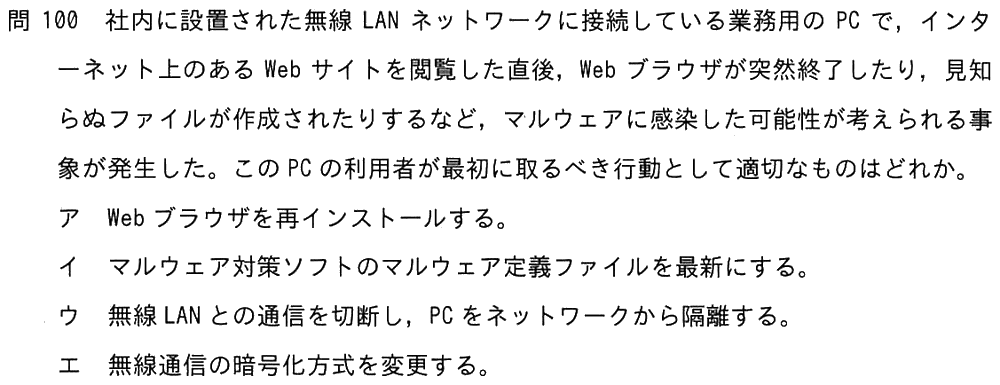 問 100 社内に設置された無線 LAN ネットワークに接続している業務用の PC で，インタ
ーネット上のある Web サイトを閲覧した直後，Web ブラウザが突然終了したり，見知
らぬファイルが作成されたりするなど，マルウェアに感染した可能性が考えられる事
象が発生した。この PC の利用者が最初に取るべき行動として適切なものはどれか。
ア Web ブラウザを再インストールする。
イ マルウェア対策ソフトのマルウェア定義ファイルを最新にする。
ウ 無線 LAN との通信を切断し，PC をネットワークから隔離する。
エ 無線通信の暗号化方式を変更する。